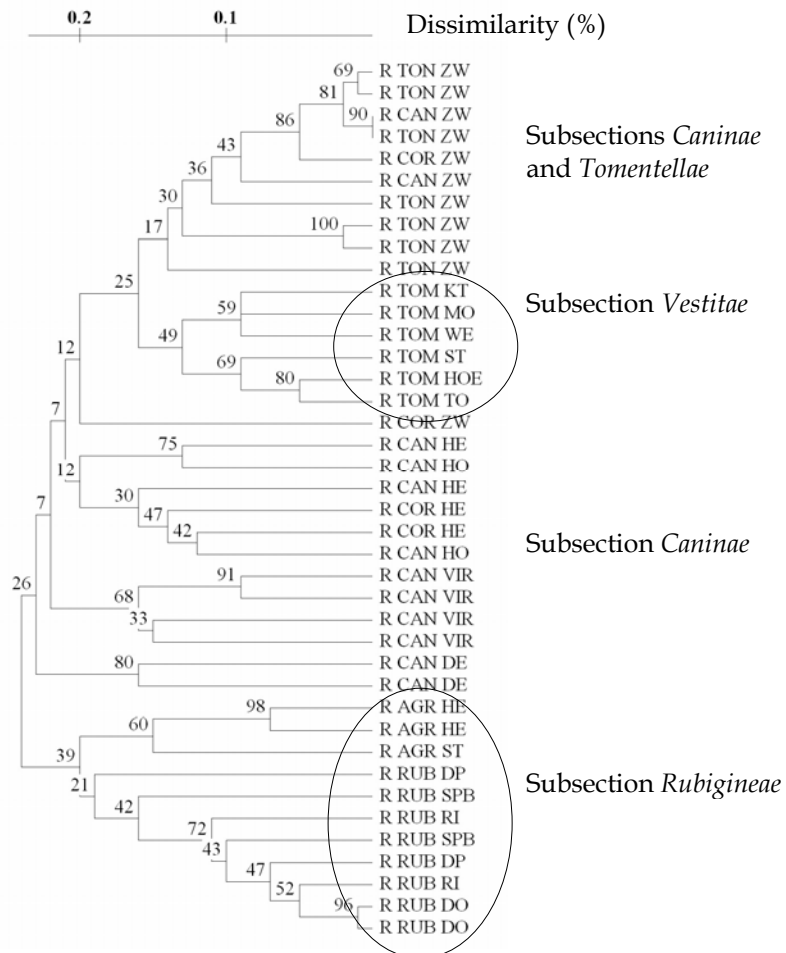 0.2 0.1 Dissimilarity (%)
69 R TON ZW
R TON ZW
81
90 R CAN ZW
R TON ZW
86
R COR ZW
43
R CAN ZW
36
R TON ZW
30
100 R TON ZW
R TON ZW
17
R TON ZW
Subsections Caninae
and Tomentellae
25
59 R TOM KT
R TOM MO
R TOM WE
49
69 R TOM ST
80 R TOM HOE
R TOM TO
Subsection Vestitae
12
R COR ZW
7
75 R CAN HE
R CAN HO
12
30 R CAN HE
47 R COR HE
42 R COR HE
R CAN HO
Subsection Caninae
7
91 R CAN VIR
R CAN VIR
68
33 R CAN VIR
R CAN VIR
26
80 R CAN DE
R CAN DE
98 R AGR HE
R AGR HE
60
R AGR ST
39
21 R RUB DP
42 R RUB SPB
72 R RUB RI
43 R RUB SPB
47 R RUB DP
52 R RUB RI
96 R RUB DO
R RUB DO
Subsection Rubigineae